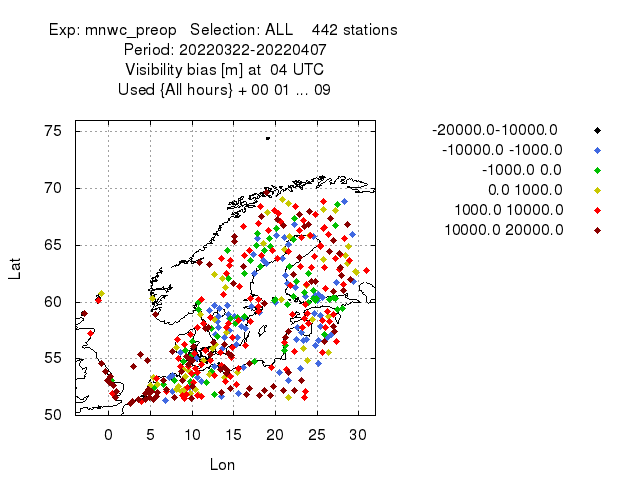 Exp: mnwc_preop   Selection: ALL    442 stations
Period: 20220322-20220407
Visibility bias [m] at  04 UTC
Used {All hours} + 00 01 ... 09
-20000.0-10000.0
-10000.0 -1000.0
-1000.0 0.0
0.0 1000.0
1000.0 10000.0
10000.0 20000.0
75
70
65
60
55
50
Lat
0 5 10 15 20 25 30
Lon